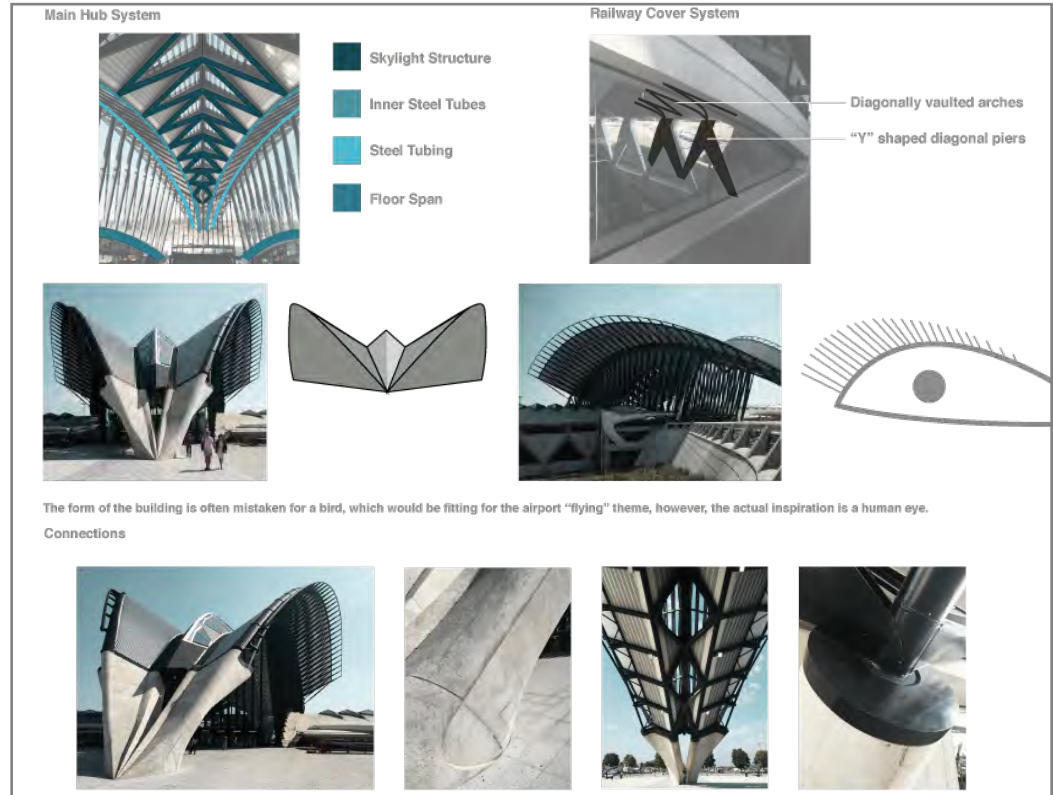 Main Hub System
Railway Cover System
Skylight Structure
Inner Steel Tubes
Steel Tubing
Floor Span
Diagonally vaulted arches
“Y” shaped diagonal piers
The form of the building is often mistaken for a bird, which would be fitting for the airport “flying” theme, however, the actual inspiration is a human eye.
Connections